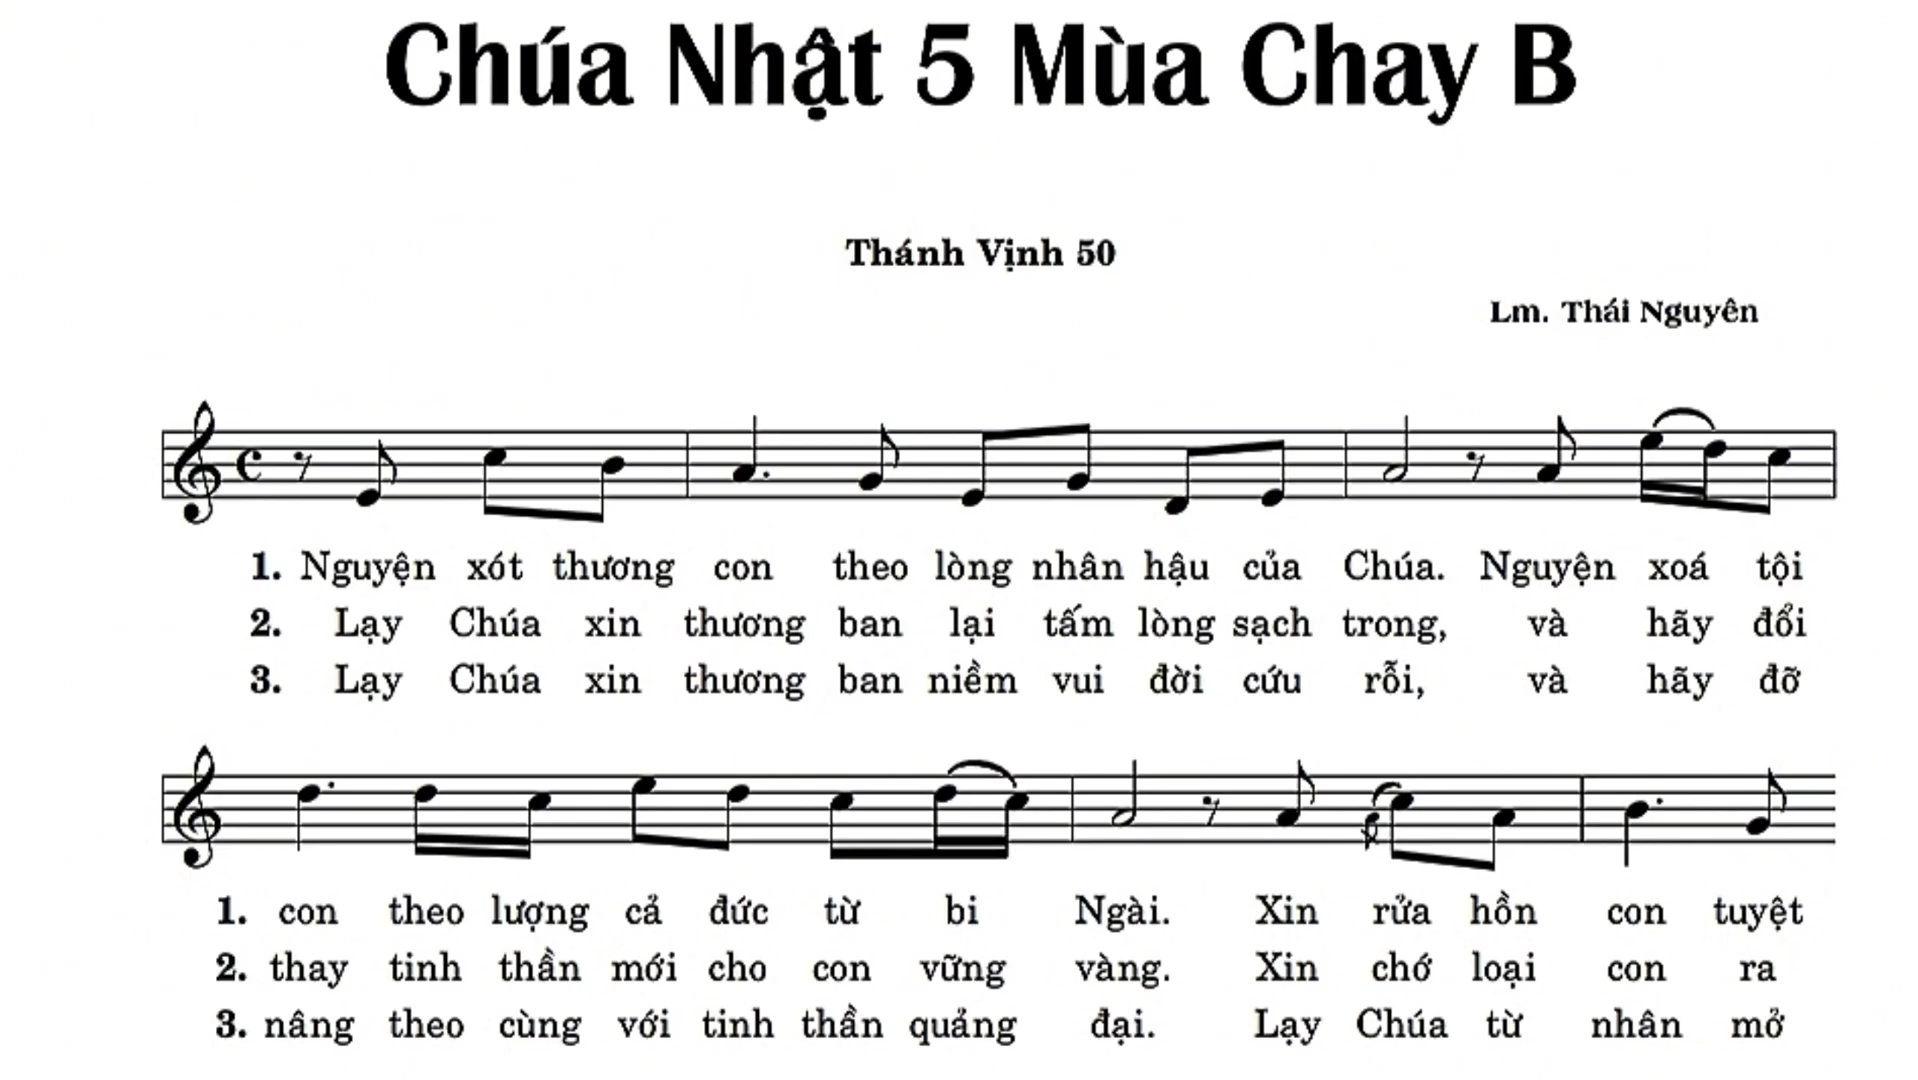 Chúa Nhật 5 Mùa Chay B
Thánh Vịnh 50
Lm. Thái Nguyên
1. Nguyện xót thương con theo lòng nhân hậu của Chúa. Nguyện xoá tội
2. Lạy Chúa xin thương ban lại tấm lòng sạch trong, và hãy đổi
3. Lạy Chúa xin thương ban niềm vui đời cứu rỗi, và hãy đỡ
1. con theo lượng cả đức từ bi Ngài. Xin rửa hồn con tuyệt
2. thay tinh thần mới cho con vững vàng. Xin chớ loại con ra
3. nâng theo cùng với tinh thần quảng đại. Lạy Chúa từ nhân mở